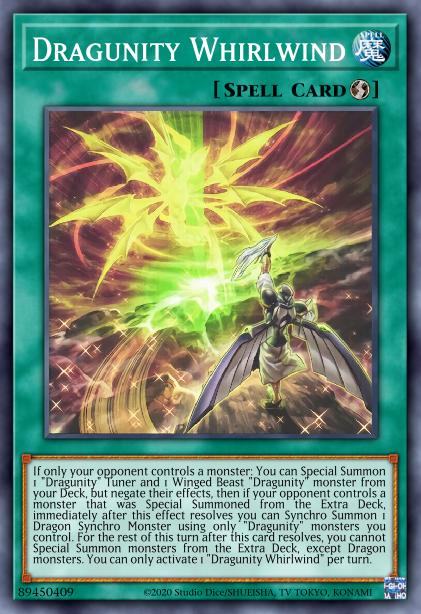 DRAGUNITY WHIRLWIND
SPELL
魔
[SPELL CARD]
If only your opponent controls a monster: You can Special Summon
1 "Dragunity" Tuner and 1 Winged Beast "Dragunity" monster from
your Deck, but negate their effects, then if your opponent controls a
monster that was Special Summoned from the Extra Deck,
immediately after this effect resolves you can Synchro Summon 1
Dragon Synchro Monster using only "Dragunity" monsters you
control. For the rest of this turn after this card resolves, you cannot
Special Summon monsters from the Extra Deck, except Dragon
monsters. You can only activate 1 "Dragunity Whirlwind" per turn.
89450409
©2020 Studio Dice/SHUEISHA, TV TOKYO, KONAMI